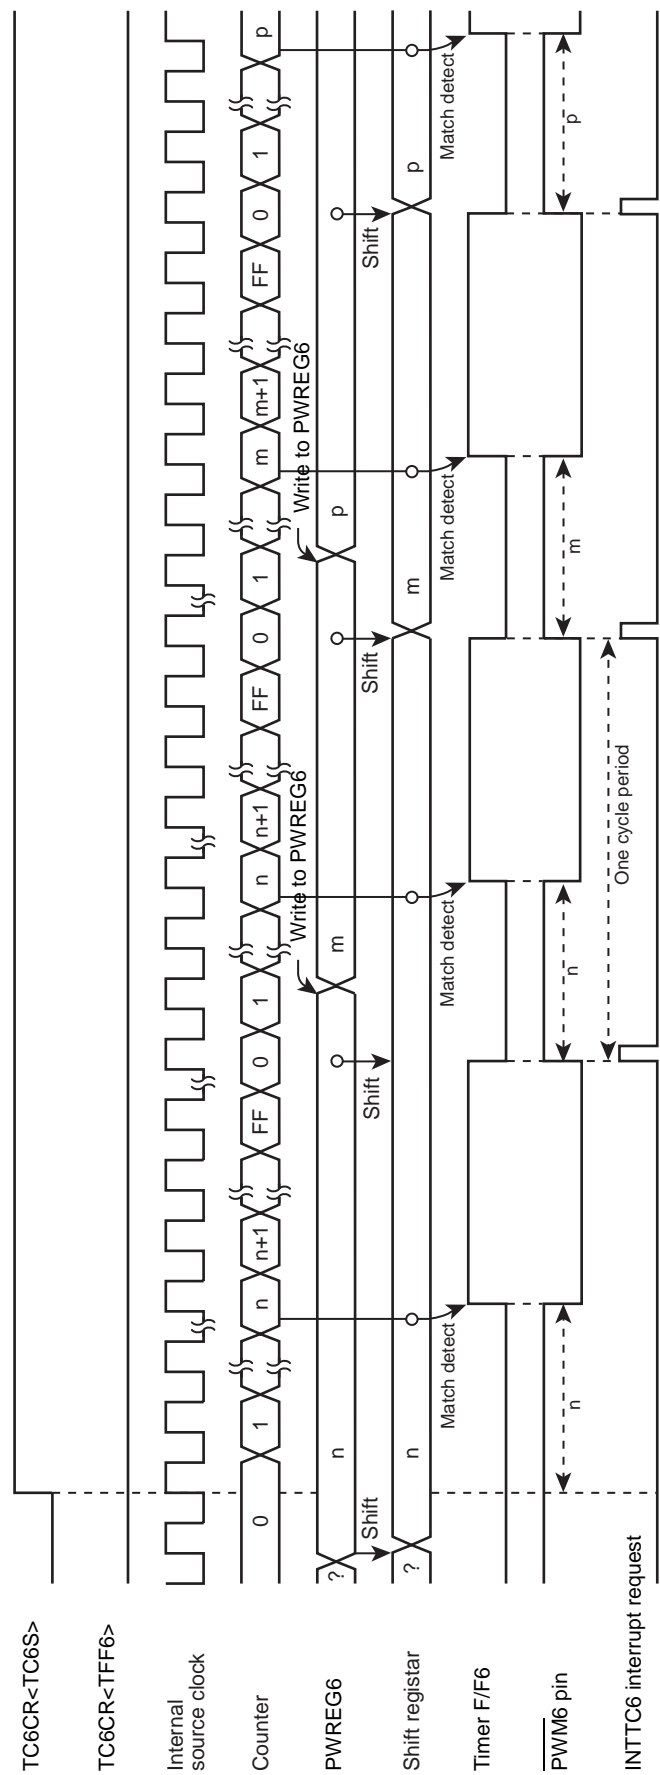 TC6CR<TC6S>
TC6CR<TFF6>
Internal
source clock
Counter
0
1
n
n+1
FF
0
1
n
n+1
FF
0
1
m
m+1
FF
0
1
p
Write to PWREG6
Write to PWREG6
PWREG6
?
n
m
p
Shift
Shift
Shift
Shift
Shift registar
?
n
m
p
Match detect
Match detect
Match detect
Match detect
Timer F/F6
PWM6 pin
n
n
m
p
One cycle period
INTTC6 interrupt request